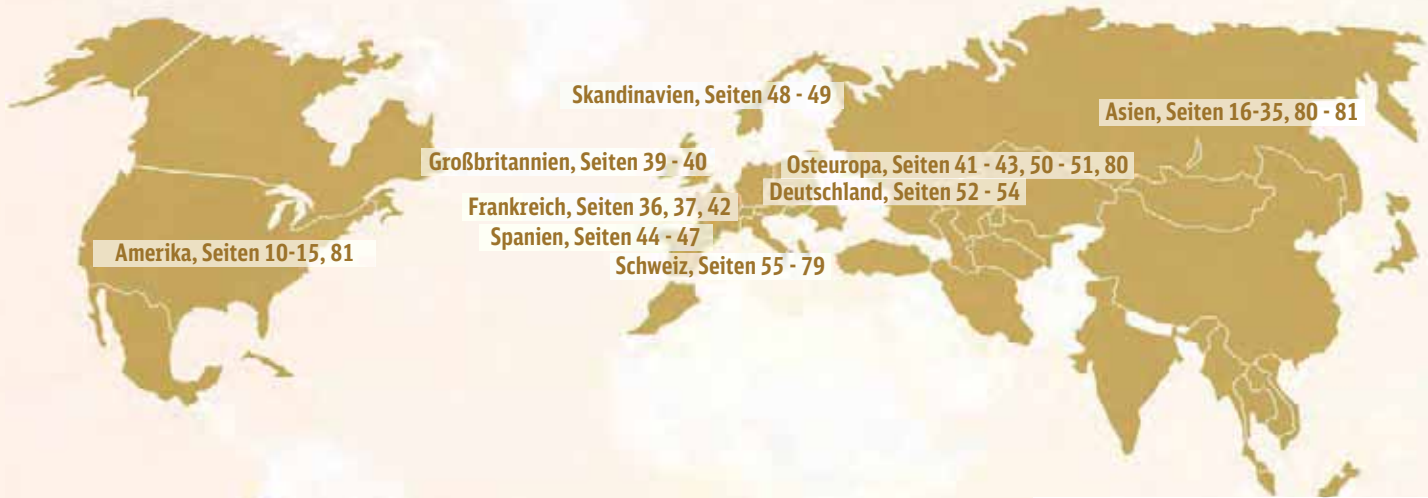 Skandinavien, Seiten 48 - 49
Asien, Seiten 16-35, 80 - 81
Großbritannien, Seiten 39 - 40
Osteuropa, Seiten 41 - 43, 50 - 51, 80
Deutschland, Seiten 52 - 54
Frankreich, Seiten 36, 37, 42
Spanien, Seiten 44 - 47
Amerika, Seiten 10-15, 81
Schweiz, Seiten 55 - 79